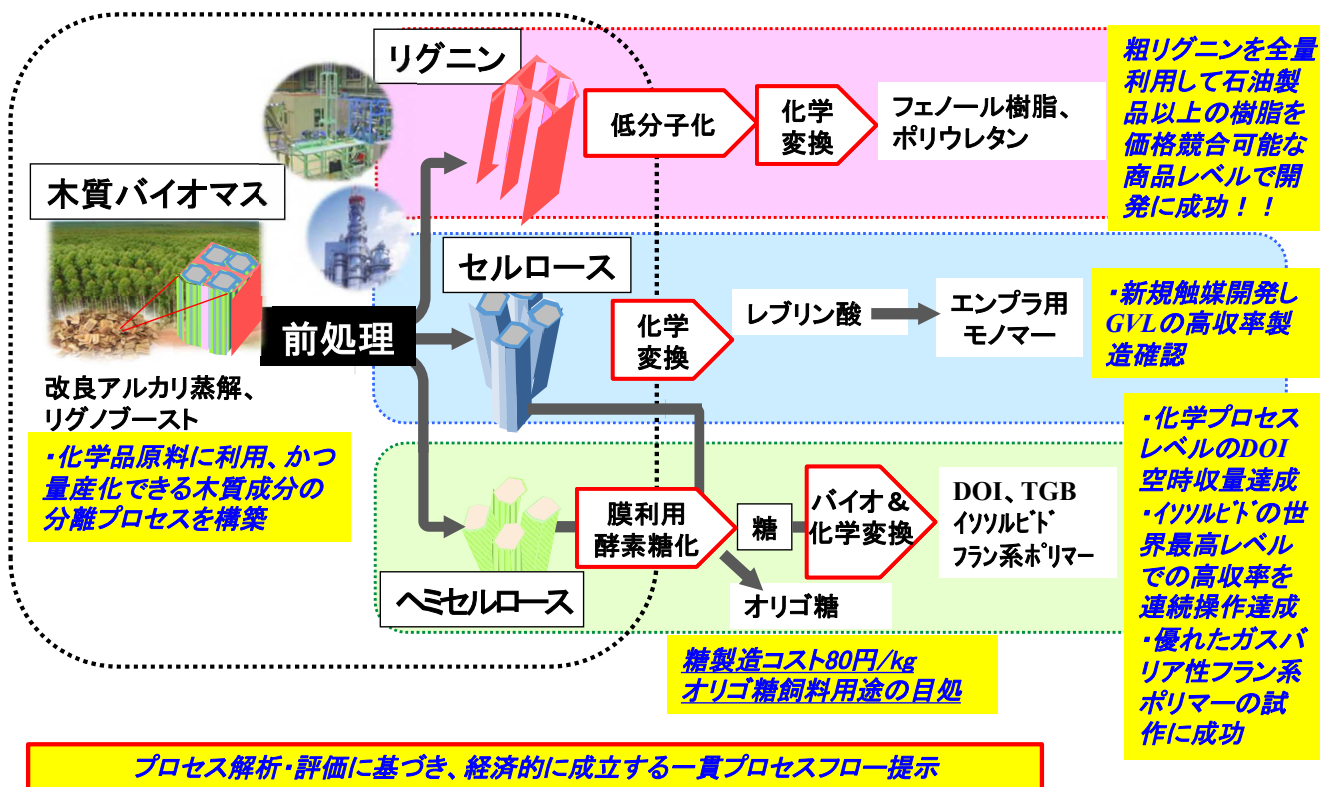 リグニン
低分子化
化学
変換
フェノール樹脂、
ポリウレタン
粗リグニンを全量
利用して石油製
品以上の樹脂を
価格競合可能な
商品レベルで開
発に成功！！
木質バイオマス
前処理
改良アルカリ蒸解、
リグノブースト
・化学品原料に利用、かつ
量産化できる木質成分の
分離プロセスを構築
セルロース
化学
変換
レブリン酸
エンプラ用
モノマー
・新規触媒開発し
GVLの高収率製
造確認
ヘミセルロース
膜利用
酵素糖化
糖
オリゴ糖
バイオ＆
化学変換
DOI、TGB
ｲｿソルビﾄﾞ
フラン系ﾎﾟﾘマー
・化学プロセス
レベルのDOI
空時収量達成
・ｲｿｿﾙﾋﾞﾄﾞの世
界最高レベル
での高収率を
連続操作達成
・優れたガスバ
リア性フラン系
ポリマーの試
作に成功
糖製造コスト80円/kg
オリゴ糖飼料用途の目処
プロセス解析・評価に基づき、経済的に成立する一貫プロセスフロー提示